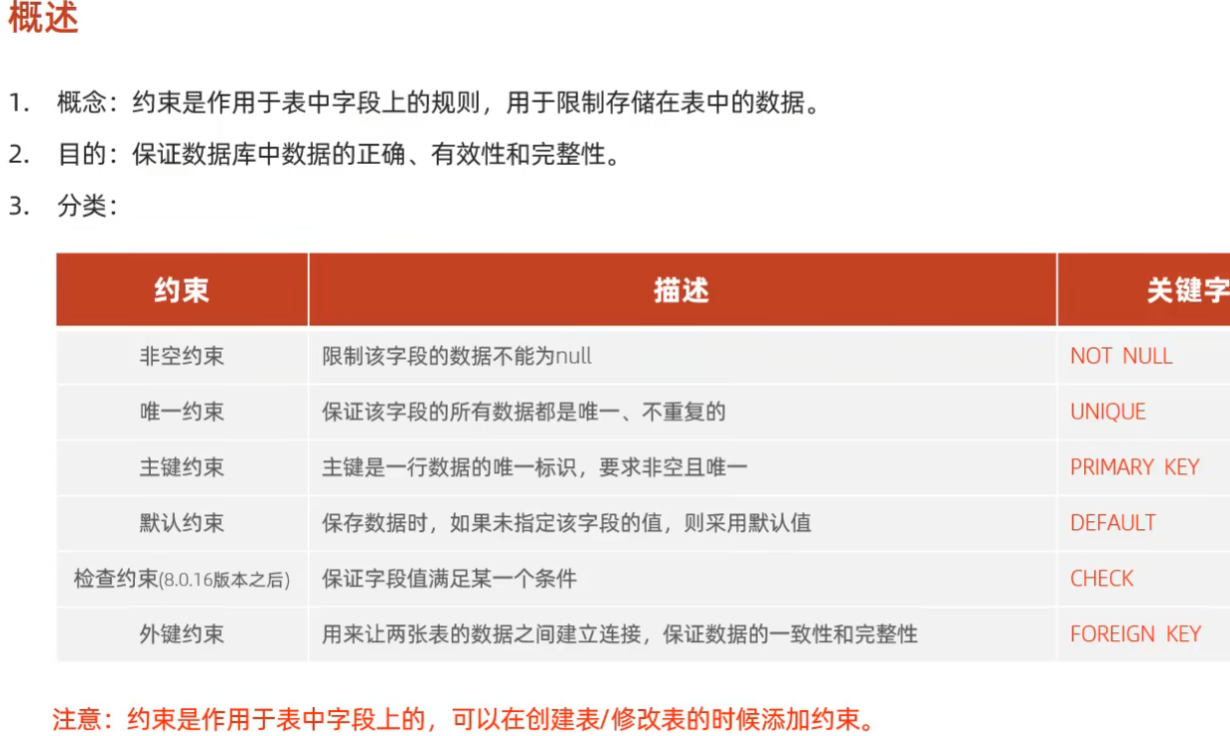 概述
1. 概念：约束是作用于表中字段上的规则，用于限制存储在表中的数据。
2. 目的：保证数据库中数据的正确、有效性和完整性。
3. 分类：
约束 描述 关键字
非空约束 限制该字段的数据不能为null NOT NULL
唯一约束 保证该字段的所有数据都是唯一、不重复的 UNIQUE
主键约束 主键是一行数据的唯一标识，要求非空且唯一 PRIMARY KEY
默认约束 保存数据时，如果未指定该字段的值，则采用默认值 DEFAULT
检查约束(8.0.16版本之后) 保证字段值满足某一个条件 CHECK
外键约束 用来让两张表的数据之间建立连接，保证数据的一致性和完整性 FOREIGN KEY
注意：约束是作用于表中字段上的，可以在创建表/修改表的时候添加约束。